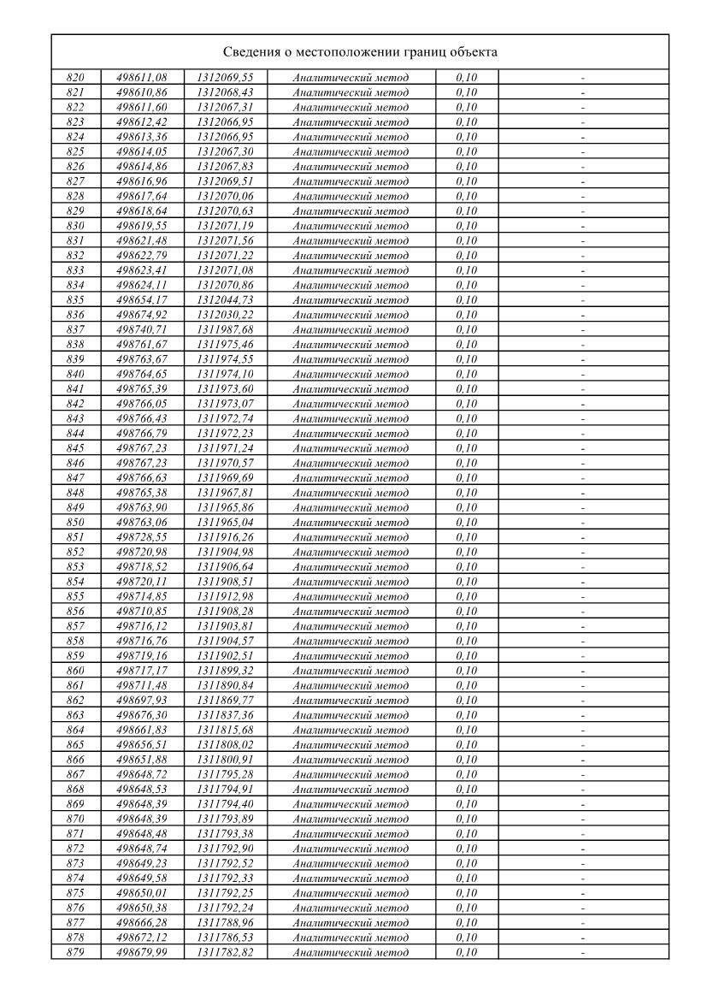 Сведения о местоположении границ объекта
820 498611,08 1312069,55 Аналитический метод 0,10 -
821 498610,86 1312068,43 Аналитический метод 0,10 -
822 498611,60 1312067,31 Аналитический метод 0,10 -
823 498612,42 1312066,95 Аналитический метод 0,10 -
824 498613,36 1312066,95 Аналитический метод 0,10 -
825 498614,05 1312067,30 Аналитический метод 0,10 -
826 498614,86 1312067,83 Аналитический метод 0,10 -
827 498616,96 1312069,51 Аналитический метод 0,10 -
828 498617,64 1312070,06 Аналитический метод 0,10 -
829 498618,64 1312070,63 Аналитический метод 0,10 -
830 498619,55 1312071,19 Аналитический метод 0,10 -
831 498621,48 1312071,56 Аналитический метод 0,10 -
832 498622,79 1312071,22 Аналитический метод 0,10 -
833 498623,41 1312071,08 Аналитический метод 0,10 -
834 498624,11 1312070,86 Аналитический метод 0,10 -
835 498654,17 1312044,73 Аналитический метод 0,10 -
836 498674,92 1312030,22 Аналитический метод 0,10 -
837 498740,71 1311987,68 Аналитический метод 0,10 -
838 498761,67 1311975,46 Аналитический метод 0,10 -
839 498763,67 1311974,55 Аналитический метод 0,10 -
840 498764,65 1311974,10 Аналитический метод 0,10 -
841 498765,39 1311973,60 Аналитический метод 0,10 -
842 498766,05 1311973,07 Аналитический метод 0,10 -
843 498766,43 1311972,74 Аналитический метод 0,10 -
844 498766,79 1311972,23 Аналитический метод 0,10 -
845 498767,23 1311971,24 Аналитический метод 0,10 -
846 498767,23 1311970,57 Аналитический метод 0,10 -
847 498766,63 1311969,69 Аналитический метод 0,10 -
848 498765,38 1311967,81 Аналитический метод 0,10 -
849 498763,90 1311965,86 Аналитический метод 0,10 -
850 498763,06 1311965,04 Аналитический метод 0,10 -
851 498728,55 1311916,26 Аналитический метод 0,10 -
852 498720,98 1311904,98 Аналитический метод 0,10 -
853 498718,52 1311906,64 Аналитический метод 0,10 -
854 498720,11 1311908,51 Аналитический метод 0,10 -
855 498714,85 1311912,98 Аналитический метод 0,10 -
856 498710,85 1311908,28 Аналитический метод 0,10 -
857 498716,12 1311903,81 Аналитический метод 0,10 -
858 498716,76 1311904,57 Аналитический метод 0,10 -
859 498719,16 1311902,51 Аналитический метод 0,10 -
860 498717,17 1311899,32 Аналитический метод 0,10 -
861 498711,48 1311890,84 Аналитический метод 0,10 -
862 498697,93 1311869,77 Аналитический метод 0,10 -
863 498676,30 1311837,36 Аналитический метод 0,10 -
864 498661,83 1311815,68 Аналитический метод 0,10 -
865 498656,51 1311808,02 Аналитический метод 0,10 -
866 498651,88 1311800,91 Аналитический метод 0,10 -
867 498648,72 1311795,28 Аналитический метод 0,10 -
868 498648,53 1311794,91 Аналитический метод 0,10 -
869 498648,39 1311794,40 Аналитический метод 0,10 -
870 498648,39 1311793,89 Аналитический метод 0,10 -
871 498648,48 1311793,38 Аналитический метод 0,10 -
872 498648,74 1311792,90 Аналитический метод 0,10 -
873 498649,23 1311792,52 Аналитический метод 0,10 -
874 498649,58 1311792,33 Аналитический метод 0,10 -
875 498650,01 1311792,25 Аналитический метод 0,10 -
876 498650,38 1311792,24 Аналитический метод 0,10 -
877 498666,28 1311788,96 Аналитический метод 0,10 -
878 498672,12 1311786,53 Аналитический метод 0,10 -
879 498679,99 1311782,82 Аналитический метод 0,10 -